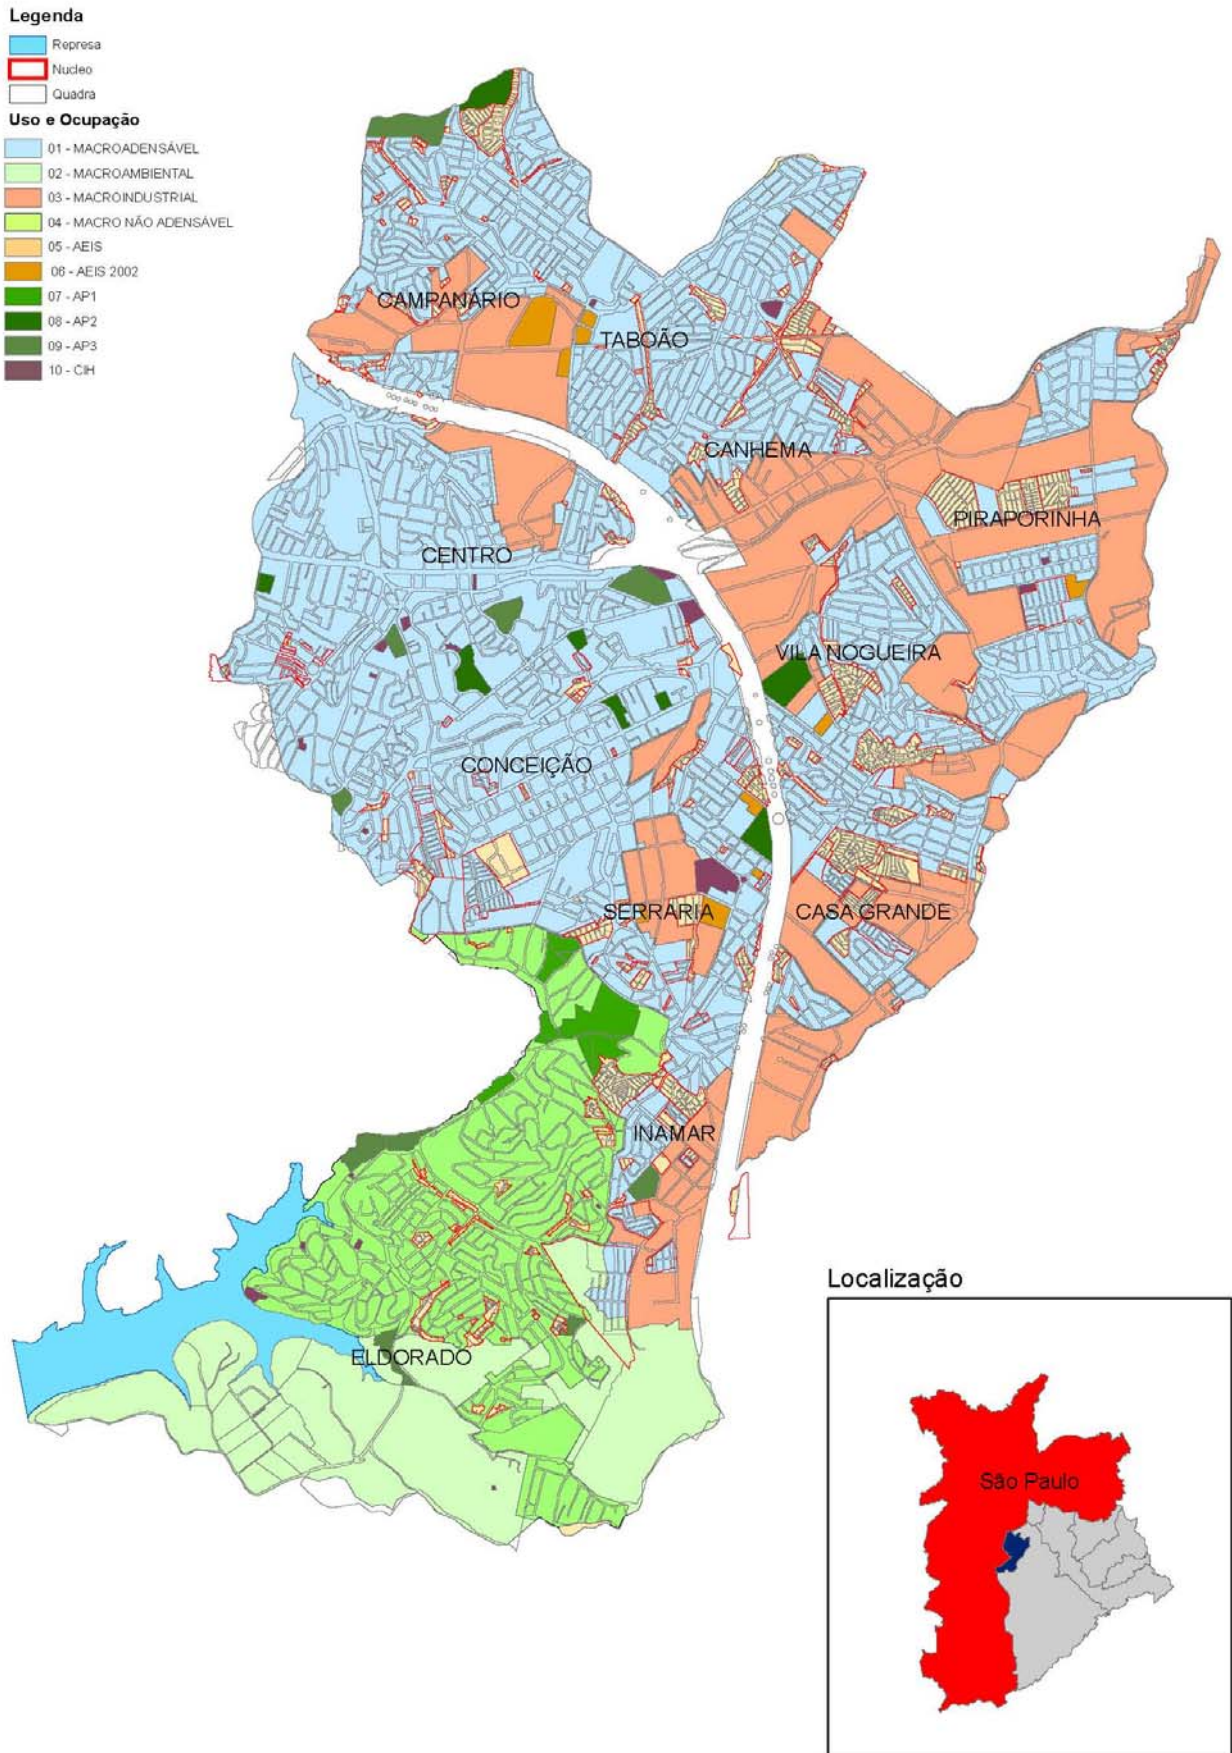 Legenda
Represa
Nucleo
Quadra
Uso e Ocupação
01 - MACROADENSÁVEL
02 - MACROAMBIENTAL
03 - MACROINDUSTRIAL
04 - MACRO NÃO ADENSÁVEL
05 - AEIS
06 - AEIS 2002
07 - AP1
08 - AP2
09 - AP3
10 - CIH
CAMPANÁRIO
TABOÃO
CANHEMA
PIRAPORINHA
CENTRO
VILA NOGUEIRA
CONCEIÇÃO
SERRARIA
CASA GRANDE
INAMAR
ELDORADO
Localização
São Paulo